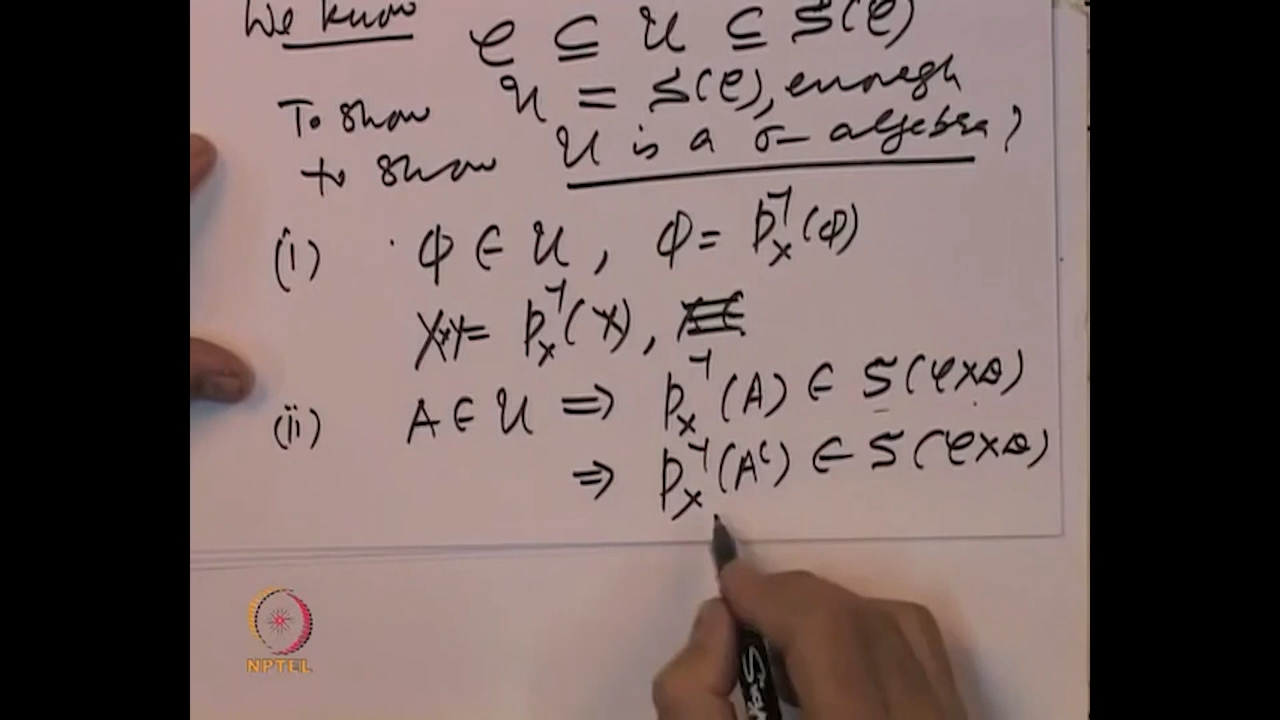 We know C ⊆ U ⊆ S(C)
To show U = S(C), enough
to show U is a σ-algebra?
(i) ϕ ∈ U, ϕ = p_X^{-1}(ϕ)
X×Y = p_X^{-1}(X),
(ii) A ∈ U ⇒ p_X^{-1}(A) ∈ S(C×D)
⇒ p_X^{-1}(A^c) ∈ S(C×D)
NPTEL